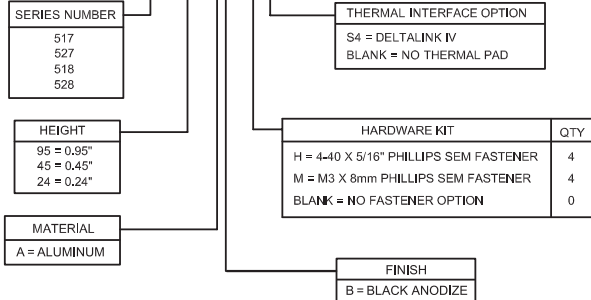 SERIES NUMBER
517
527
518
528
THERMAL INTERFACE OPTION
S4 = DELTALINK IV
BLANK = NO THERMAL PAD
HEIGHT
95 = 0.95"
45 = 0.45"
24 = 0.24"
HARDWARE KIT QTY
H = 4-40 X 5/16" PHILLIPS SEM FASTENER 4
M = M3 X 8mm PHILLIPS SEM FASTENER 4
BLANK = NO FASTENER OPTION 0
MATERIAL
A = ALUMINUM
FINISH
B = BLACK ANODIZE